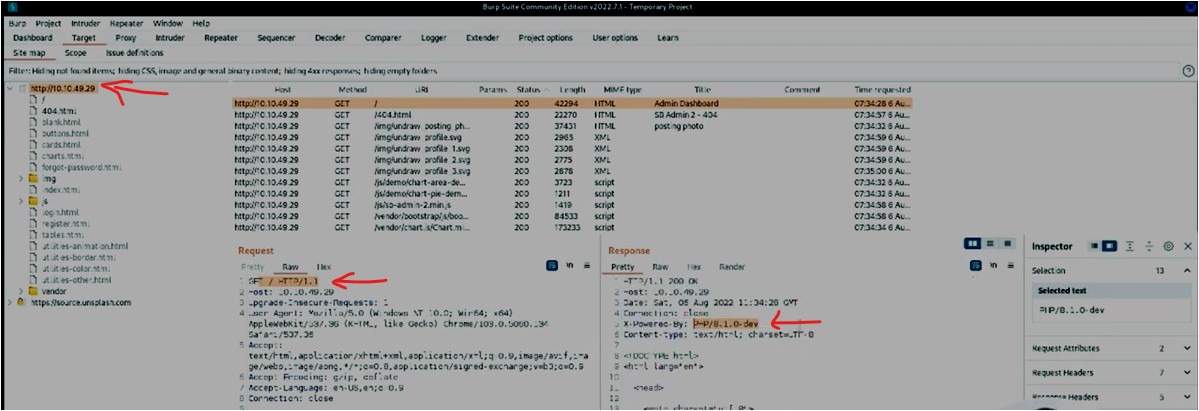 Burp Suite Community Edition v2022.7.1 - Temporary Project
Burp Project Intruder Repeater Window Help
Dashboard Target Proxy Intruder Repeater Sequencer Decoder Comparer Logger Extender Project options User options Learn
Site map Scope Issue definitions
Filter: Hiding not found items; hiding CSS, image and general binary content; hiding 4xx responses; hiding empty folders
http://10.10.49.29
/
404.html
blank.html
buttons.html
cards.html
charts.html
forgot-password.html
img
index.html
js
login.html
register.html
tables.html
utilities-animation.html
utilities-border.html
utilities-color.html
utilities-other.html
vendor
https://source.unsplash.com
Host Method URL Params Status Length MIME type Title Comment Time requested
http://10.10.49.29 GET / 200 42294 HTML Admin Dashboard 07:34:28 6 Au...
http://10.10.49.29 GET /404.html 200 22270 HTML SB Admin 2 - 404 07:34:57 6 Au...
http://10.10.49.29 GET /img/undraw_posting_ph... 200 37431 HTML posting photo 07:34:32 6 Au...
http://10.10.49.29 GET /img/undraw_profile.svg 200 2965 XML 07:34:59 6 Au...
http://10.10.49.29 GET /img/undraw_profile_1.svg 200 2308 XML 07:34:59 6 Au...
http://10.10.49.29 GET /img/undraw_profile_2.svg 200 2775 XML 07:34:59 6 Au...
http://10.10.49.29 GET /img/undraw_profile_3.svg 200 2878 XML 07:35:00 6 Au...
http://10.10.49.29 GET /js/demo/chart-area-de... 200 3723 script 07:34:32 6 Au...
http://10.10.49.29 GET /js/demo/chart-pie-dem... 200 1211 script 07:34:32 6 Au...
http://10.10.49.29 GET /js/sb-admin-2.min.js 200 1419 script 07:34:58 6 Au...
http://10.10.49.29 GET /vendor/bootstrap/js/boo... 200 84533 script 07:34:58 6 Au...
http://10.10.49.29 GET /vendor/chart.js/Chart.mi... 200 173233 script 07:34:34 6 Au...
Request
Pretty Raw Hex
\n
1 GET / HTTP/1.1
2 Host: 10.10.49.29
3 Upgrade-Insecure-Requests: 1
4 User-Agent: Mozilla/5.0 (Windows NT 10.0; Win64; x64)
AppleWebKit/537.36 (KHTML, like Gecko) Chrome/103.0.5060.134
Safari/537.36
5 Accept:
text/html,application/xhtml+xml,application/xml;q=0.9,image/avif,ima
ge/webp,image/apng,*/*;q=0.8,application/signed-exchange;v=b3;q=0.9
6 Accept-Encoding: gzip, deflate
7 Accept-Language: en-US,en;q=0.9
8 Connection: close
9
Response
Pretty Raw Hex Render
\n
1 HTTP/1.1 200 OK
2 Host: 10.10.49.29
3 Date: Sat, 06 Aug 2022 11:34:28 GMT
4 Connection: close
5 X-Powered-By: PHP/8.1.0-dev
6 Content-type: text/html; charset=UTF-8
7
8 <!DOCTYPE html>
9 <html lang="en">
10
11 <head>
12
13
Inspector
Selection 13
Selected text
PHP/8.1.0-dev
Request Attributes 2
Request Headers 7
Response Headers 5